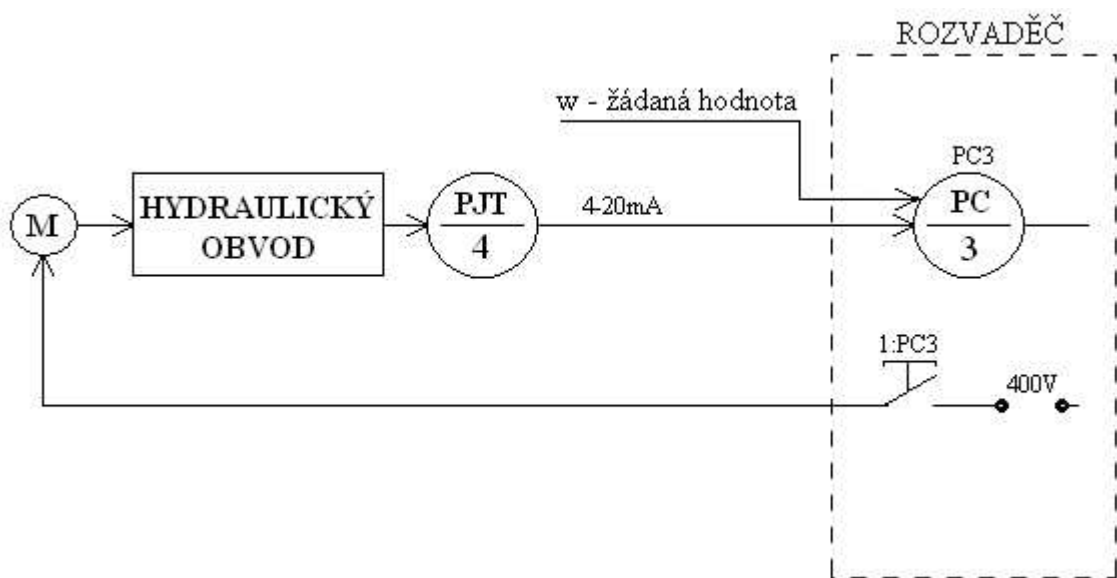 ROZVADĚČ
w - žádaná hodnota
PC3
M
HYDRAULICKÝ
OBVOD
PJT
4
4-20mA
PC
3
1:PC3
400V